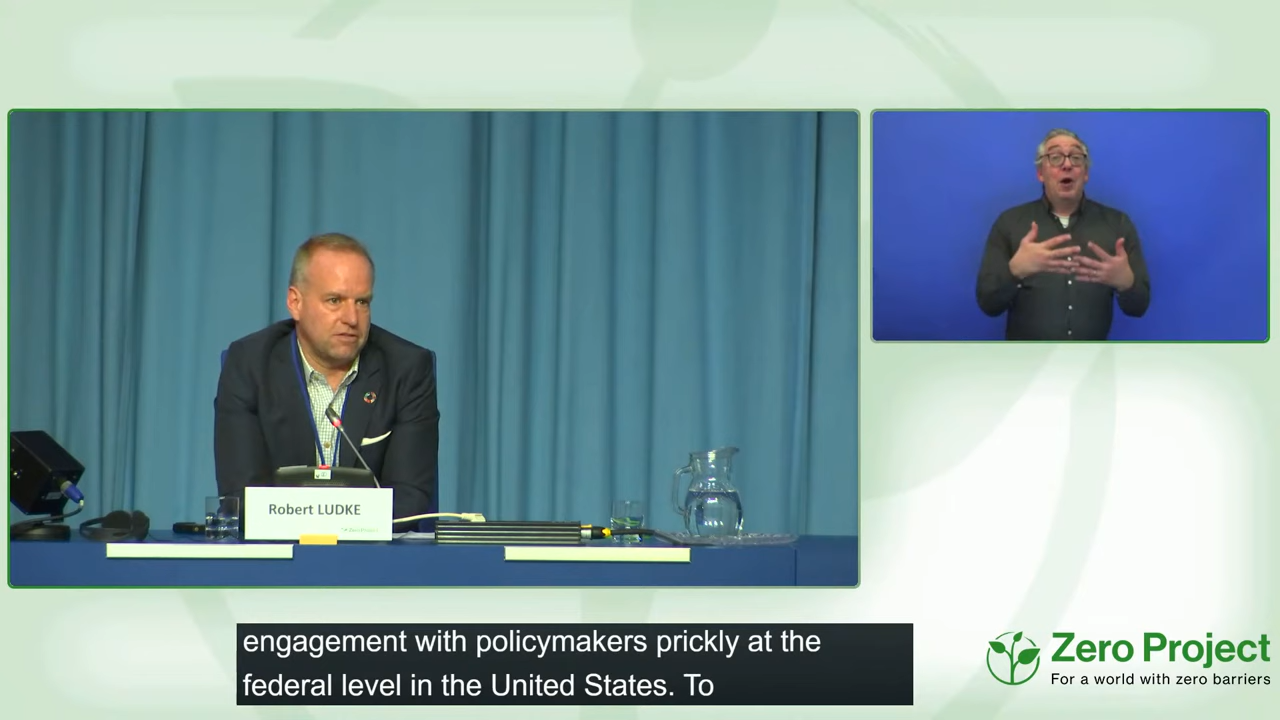 Robert LUDKE
engagement with policymakers prickly at the
federal level in the United States. To
Zero Project
For a world with zero barriers